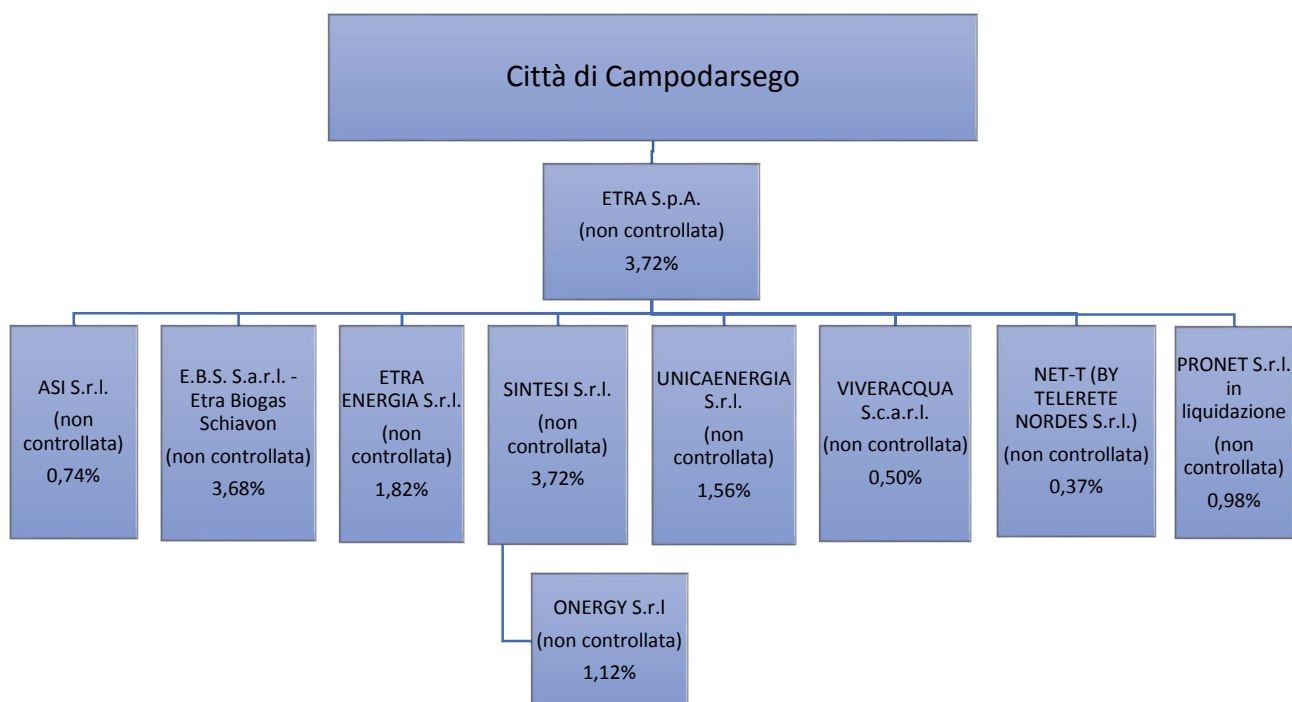 Città di Campodarsego
ETRA S.p.A.
(non controllata)
3,72%
ASI S.r.l.
(non
controllata)
0,74%
E.B.S. S.a.r.l. -
Etra Biogas
Schiavon
(non controllata)
3,68%
ETRA
ENERGIA S.r.l.
(non
controllata)
1,82%
SINTESI S.r.l.
(non
controllata)
3,72%
UNICAENERGIA
S.r.l.
(non
controllata)
1,56%
VIVERACQUA
S.c.a.r.l.
(non controllata)
0,50%
NET-T (BY
TELERETE
NORDES S.r.l.)
(non controllata)
0,37%
PRONET S.r.l.
in
liquidazione
(non
controllata)
0,98%
ONERGY S.r.l
(non controllata)
1,12%